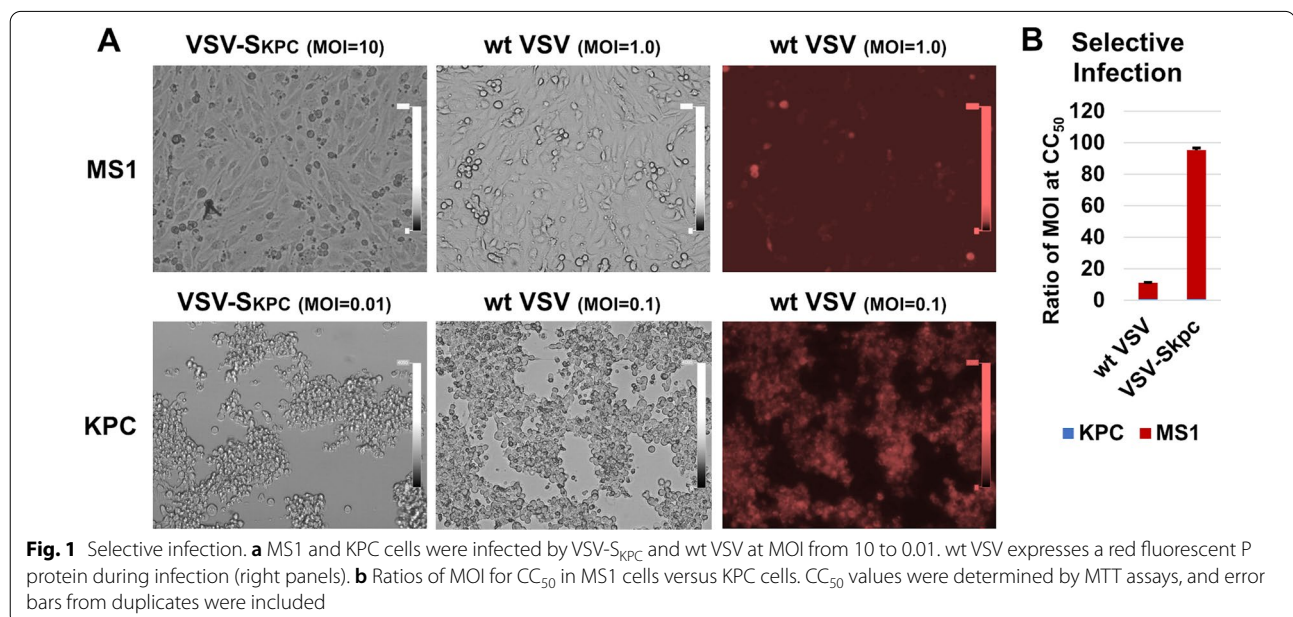 A
VSV-SKPC (MOI=10)
wt VSV (MOI=1.0)
wt VSV (MOI=1.0)
MS1
VSV-SKPC (MOI=0.01)
wt VSV (MOI=0.1)
wt VSV (MOI=0.1)
KPC
B
Selective
Infection
Ratio of MOI at CC50
120
100
80
60
40
20
0
wt VSV
VSV-Skpc
KPC MS1
Fig. 1 Selective infection. a MS1 and KPC cells were infected by VSV-SKPC and wt VSV at MOI from 10 to 0.01. wt VSV expresses a red fluorescent P
protein during infection (right panels). b Ratios of MOI for CC50 in MS1 cells versus KPC cells. CC50 values were determined by MTT assays, and error
bars from duplicates were included